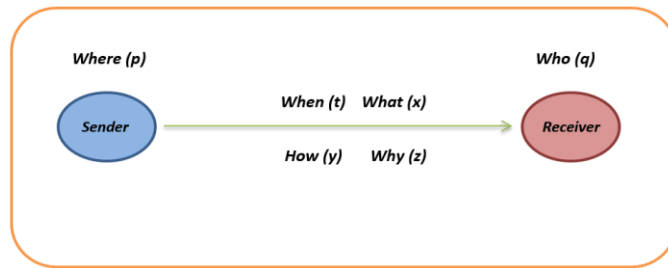 Where (p)
Who (q)
When (t) What (x)
Sender
Receiver
How (y) Why (z)